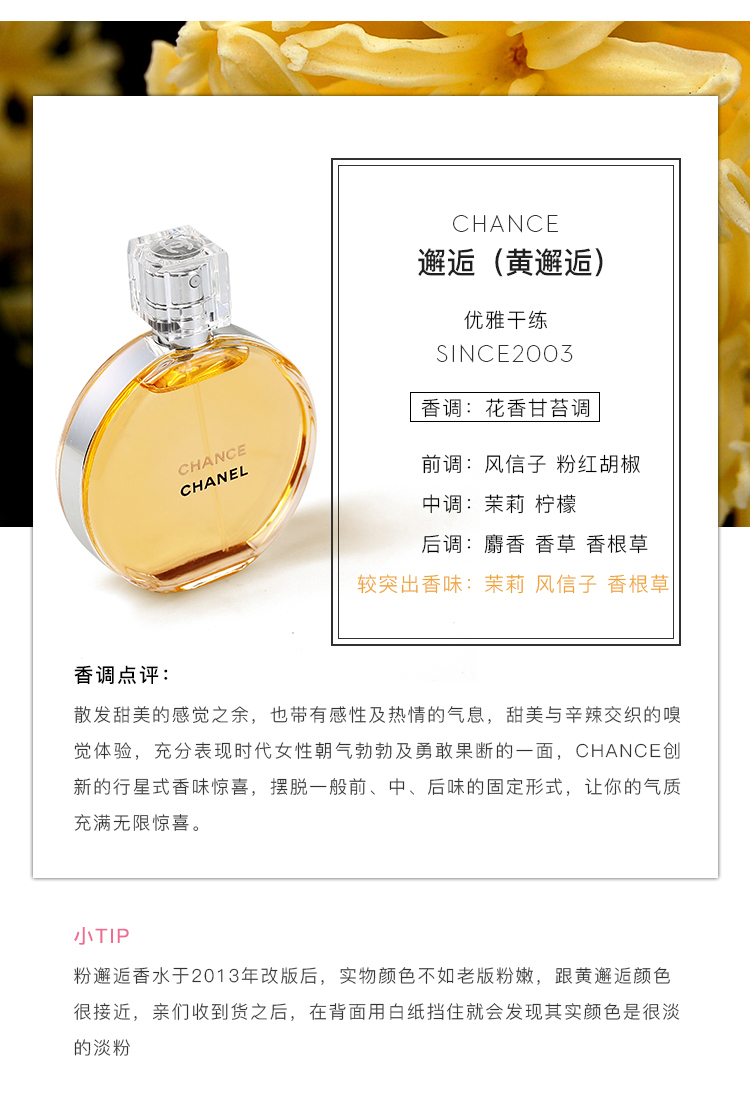 CHANCE
邂逅（黄邂逅）
优雅干练
SINCE2003
香调：花香甘苔调
前调：风信子 粉红胡椒
中调：茉莉 柠檬
后调：麝香 香草 香根草
较突出香味：茉莉 风信子 香根草
CHANCE
CHANEL
香调点评：
散发甜美的感觉之余，也带有感性及热情的气息，甜美与辛辣交织的嗅
觉体验，充分表现时代女性朝气勃勃及勇敢果断的一面，CHANCE创
新的行星式香味惊喜，摆脱一般前、中、后味的固定形式，让你的气质
充满无限惊喜。
小TIP
粉邂逅香水于2013年改版后，实物颜色不如老版粉嫩，跟黄邂逅颜色
很接近，亲们收到货之后，在背面用白纸挡住就会发现其实颜色是很淡
的淡粉